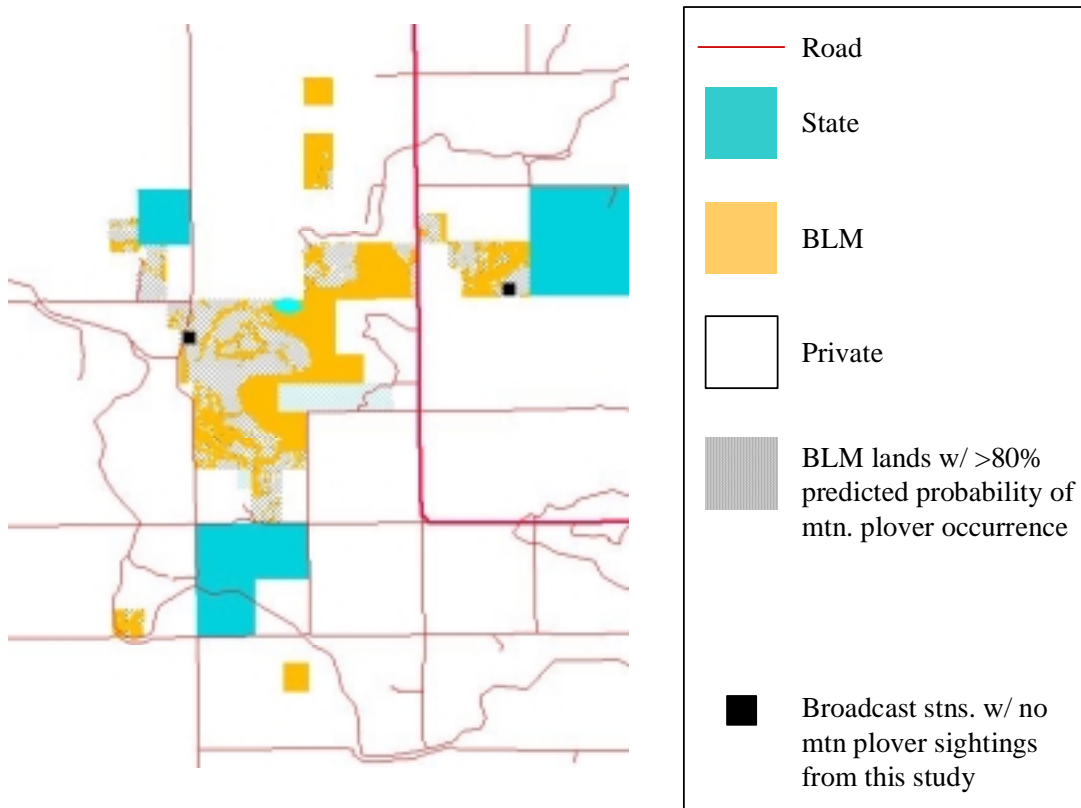 Road
State
BLM
Private
BLM lands w/ >80%
predicted probability of
mtn. plover occurrence
Broadcast stns. w/ no
mtn plover sightings
from this study